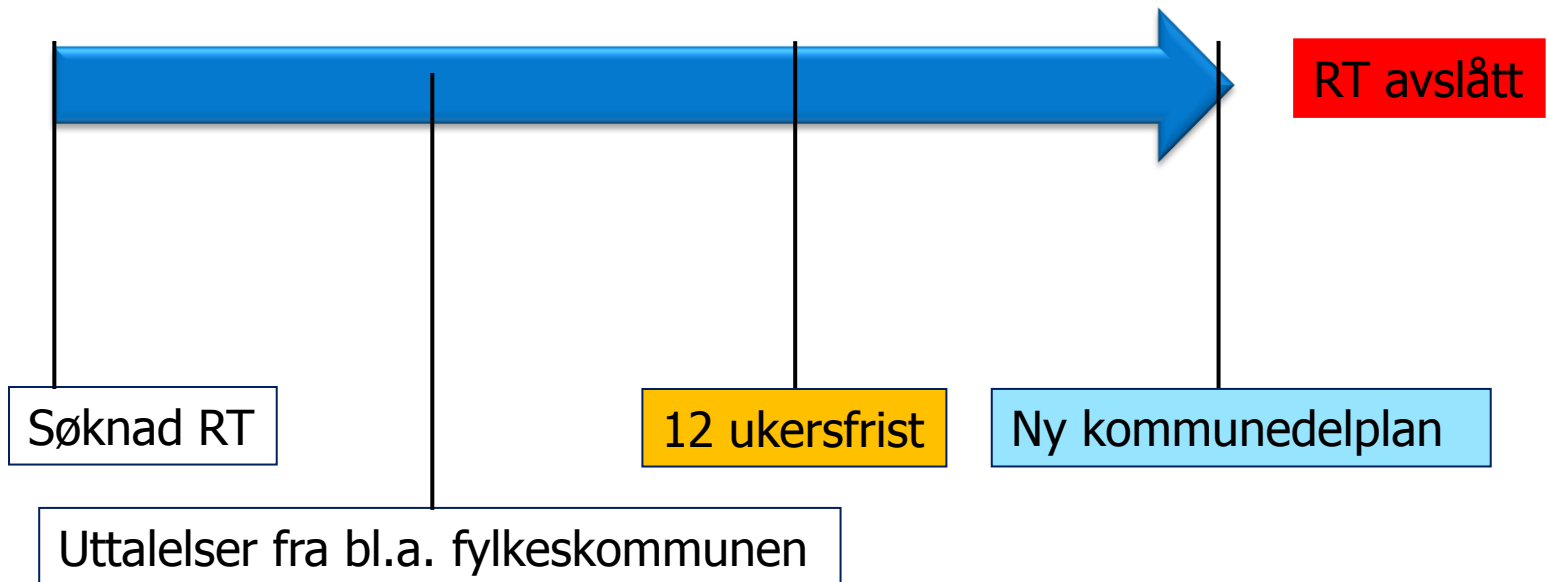 RT avslått
Søknad RT
12 ukersfrist
Ny kommunedelplan
Uttalelser fra bl.a. fylkeskommunen